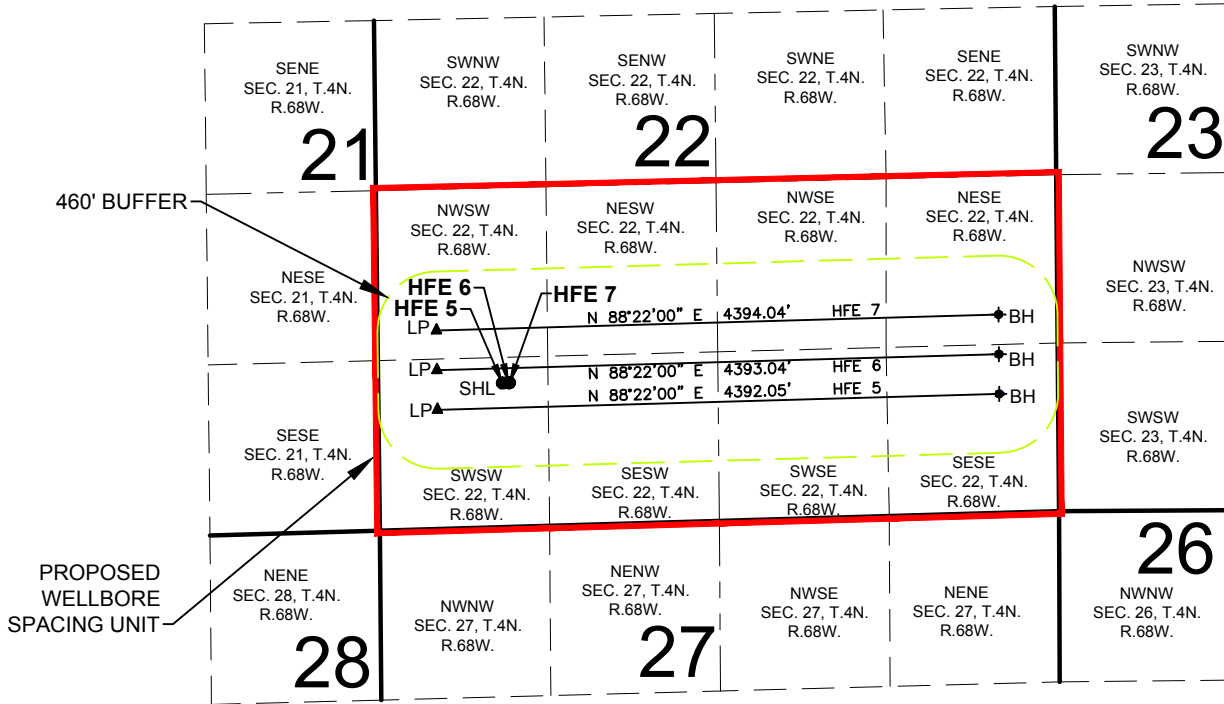 SENE
SEC. 21, T.4N.
R.68W.
21
SWNW
SEC. 22, T.4N.
R.68W.
SENW
SEC. 22, T.4N.
R.68W.
22
SWNE
SEC. 22, T.4N.
R.68W.
SENE
SEC. 22, T.4N.
R.68W.
SWNW
SEC. 23, T.4N.
R.68W.
23
460' BUFFER
NWSW
SEC. 22, T.4N.
R.68W.
NESW
SEC. 22, T.4N.
R.68W.
NWSE
SEC. 22, T.4N.
R.68W.
NESE
SEC. 22, T.4N.
R.68W.
NESE
SEC. 21, T.4N.
R.68W.
NWSW
SEC. 23, T.4N.
R.68W.
HFE 6
HFE 5
HFE 7
LP
N 88°22'00" E 4394.04' HFE 7
BH
LP
N 88°22'00" E 4393.04' HFE 6
BH
SHL
LP
N 88°22'00" E 4392.05' HFE 5
BH
SESE
SEC. 21, T.4N.
R.68W.
SWSW
SEC. 22, T.4N.
R.68W.
SESW
SEC. 22, T.4N.
R.68W.
SWSE
SEC. 22, T.4N.
R.68W.
SESE
SEC. 22, T.4N.
R.68W.
SWSW
SEC. 23, T.4N.
R.68W.
PROPOSED
WELLBORE
SPACING UNIT
NENE
SEC. 28, T.4N.
R.68W.
28
NWNW
SEC. 27, T.4N.
R.68W.
NENW
SEC. 27, T.4N.
R.68W.
27
NWSE
SEC. 27, T.4N.
R.68W.
NENE
SEC. 27, T.4N.
R.68W.
26
NWNW
SEC. 26, T.4N.
R.68W.